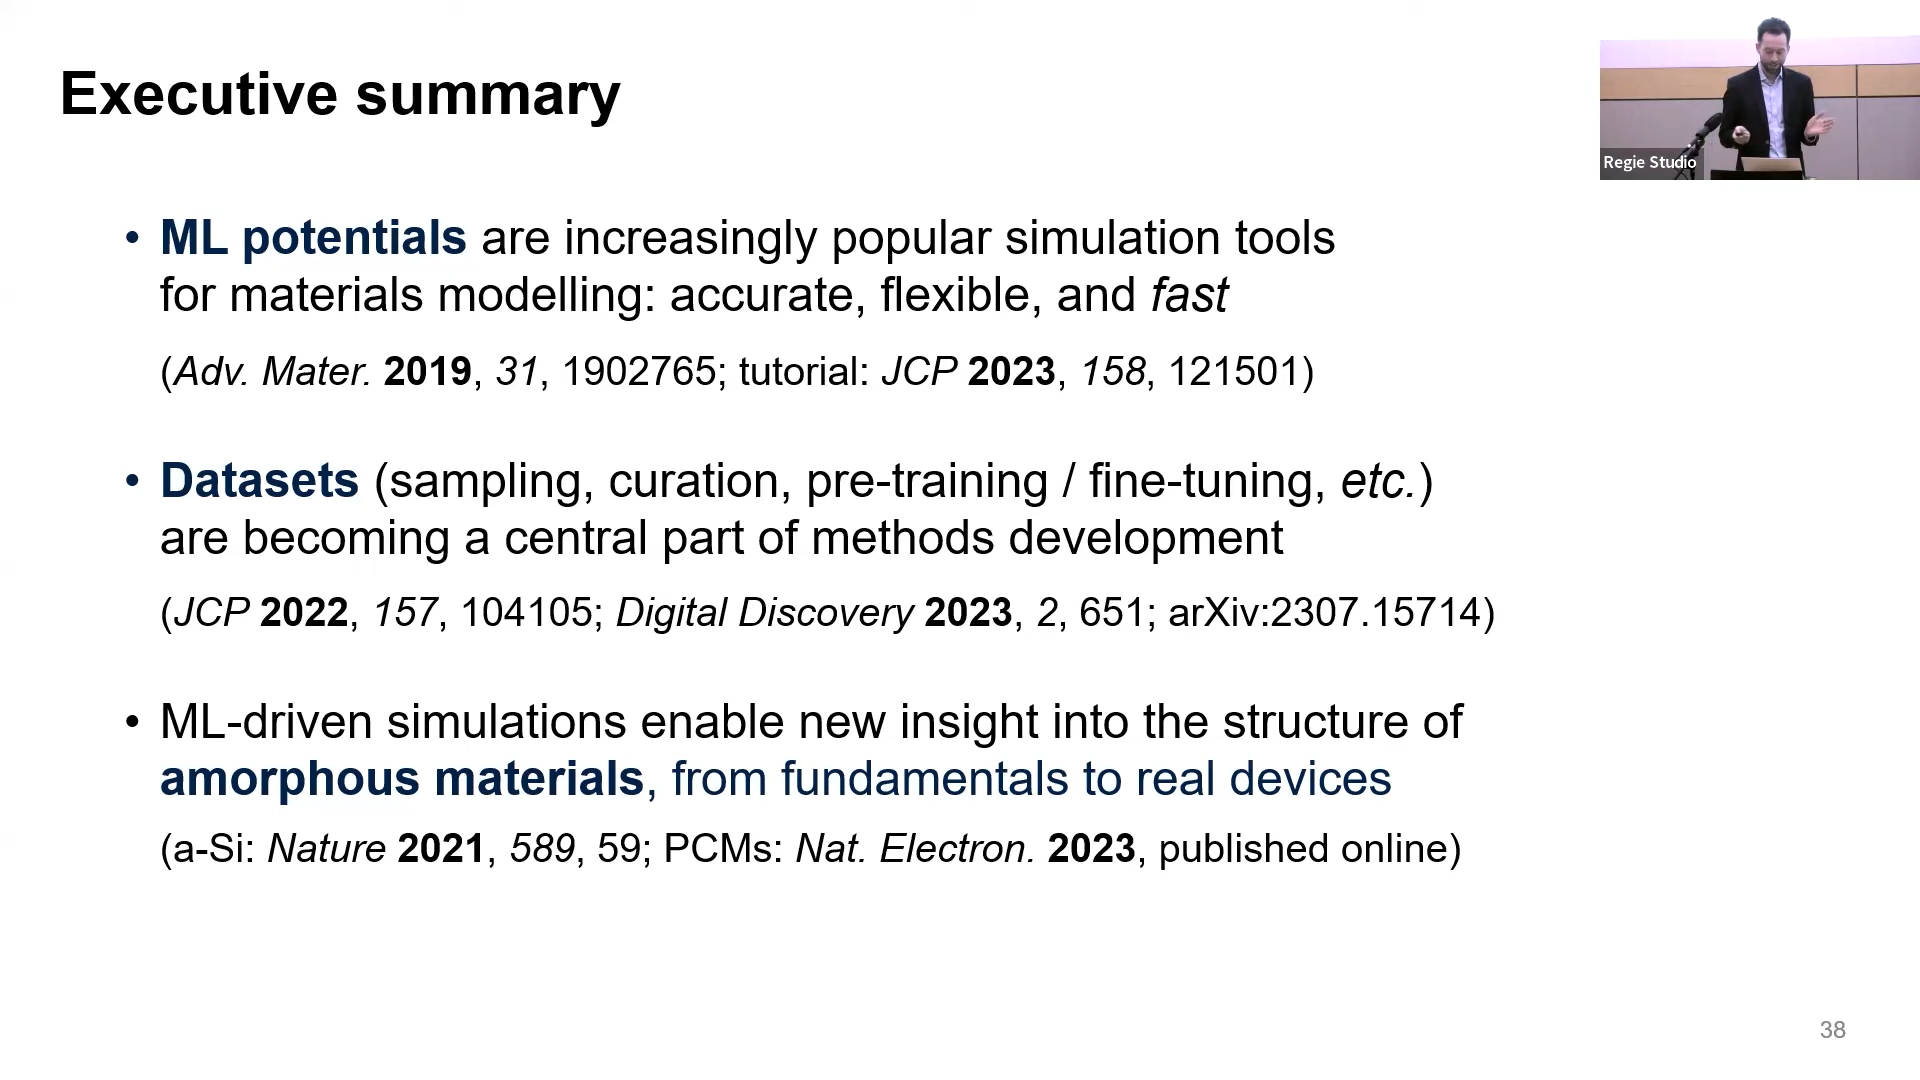 Executive summary
Regie Studio
• ML potentials are increasingly popular simulation tools
for materials modelling: accurate, flexible, and fast
(Adv. Mater. 2019, 31, 1902765; tutorial: JCP 2023, 158, 121501)
• Datasets (sampling, curation, pre-training / fine-tuning, etc.)
are becoming a central part of methods development
(JCP 2022, 157, 104105; Digital Discovery 2023, 2, 651; arXiv:2307.15714)
• ML-driven simulations enable new insight into the structure of
amorphous materials, from fundamentals to real devices
(a-Si: Nature 2021, 589, 59; PCMs: Nat. Electron. 2023, published online)
38